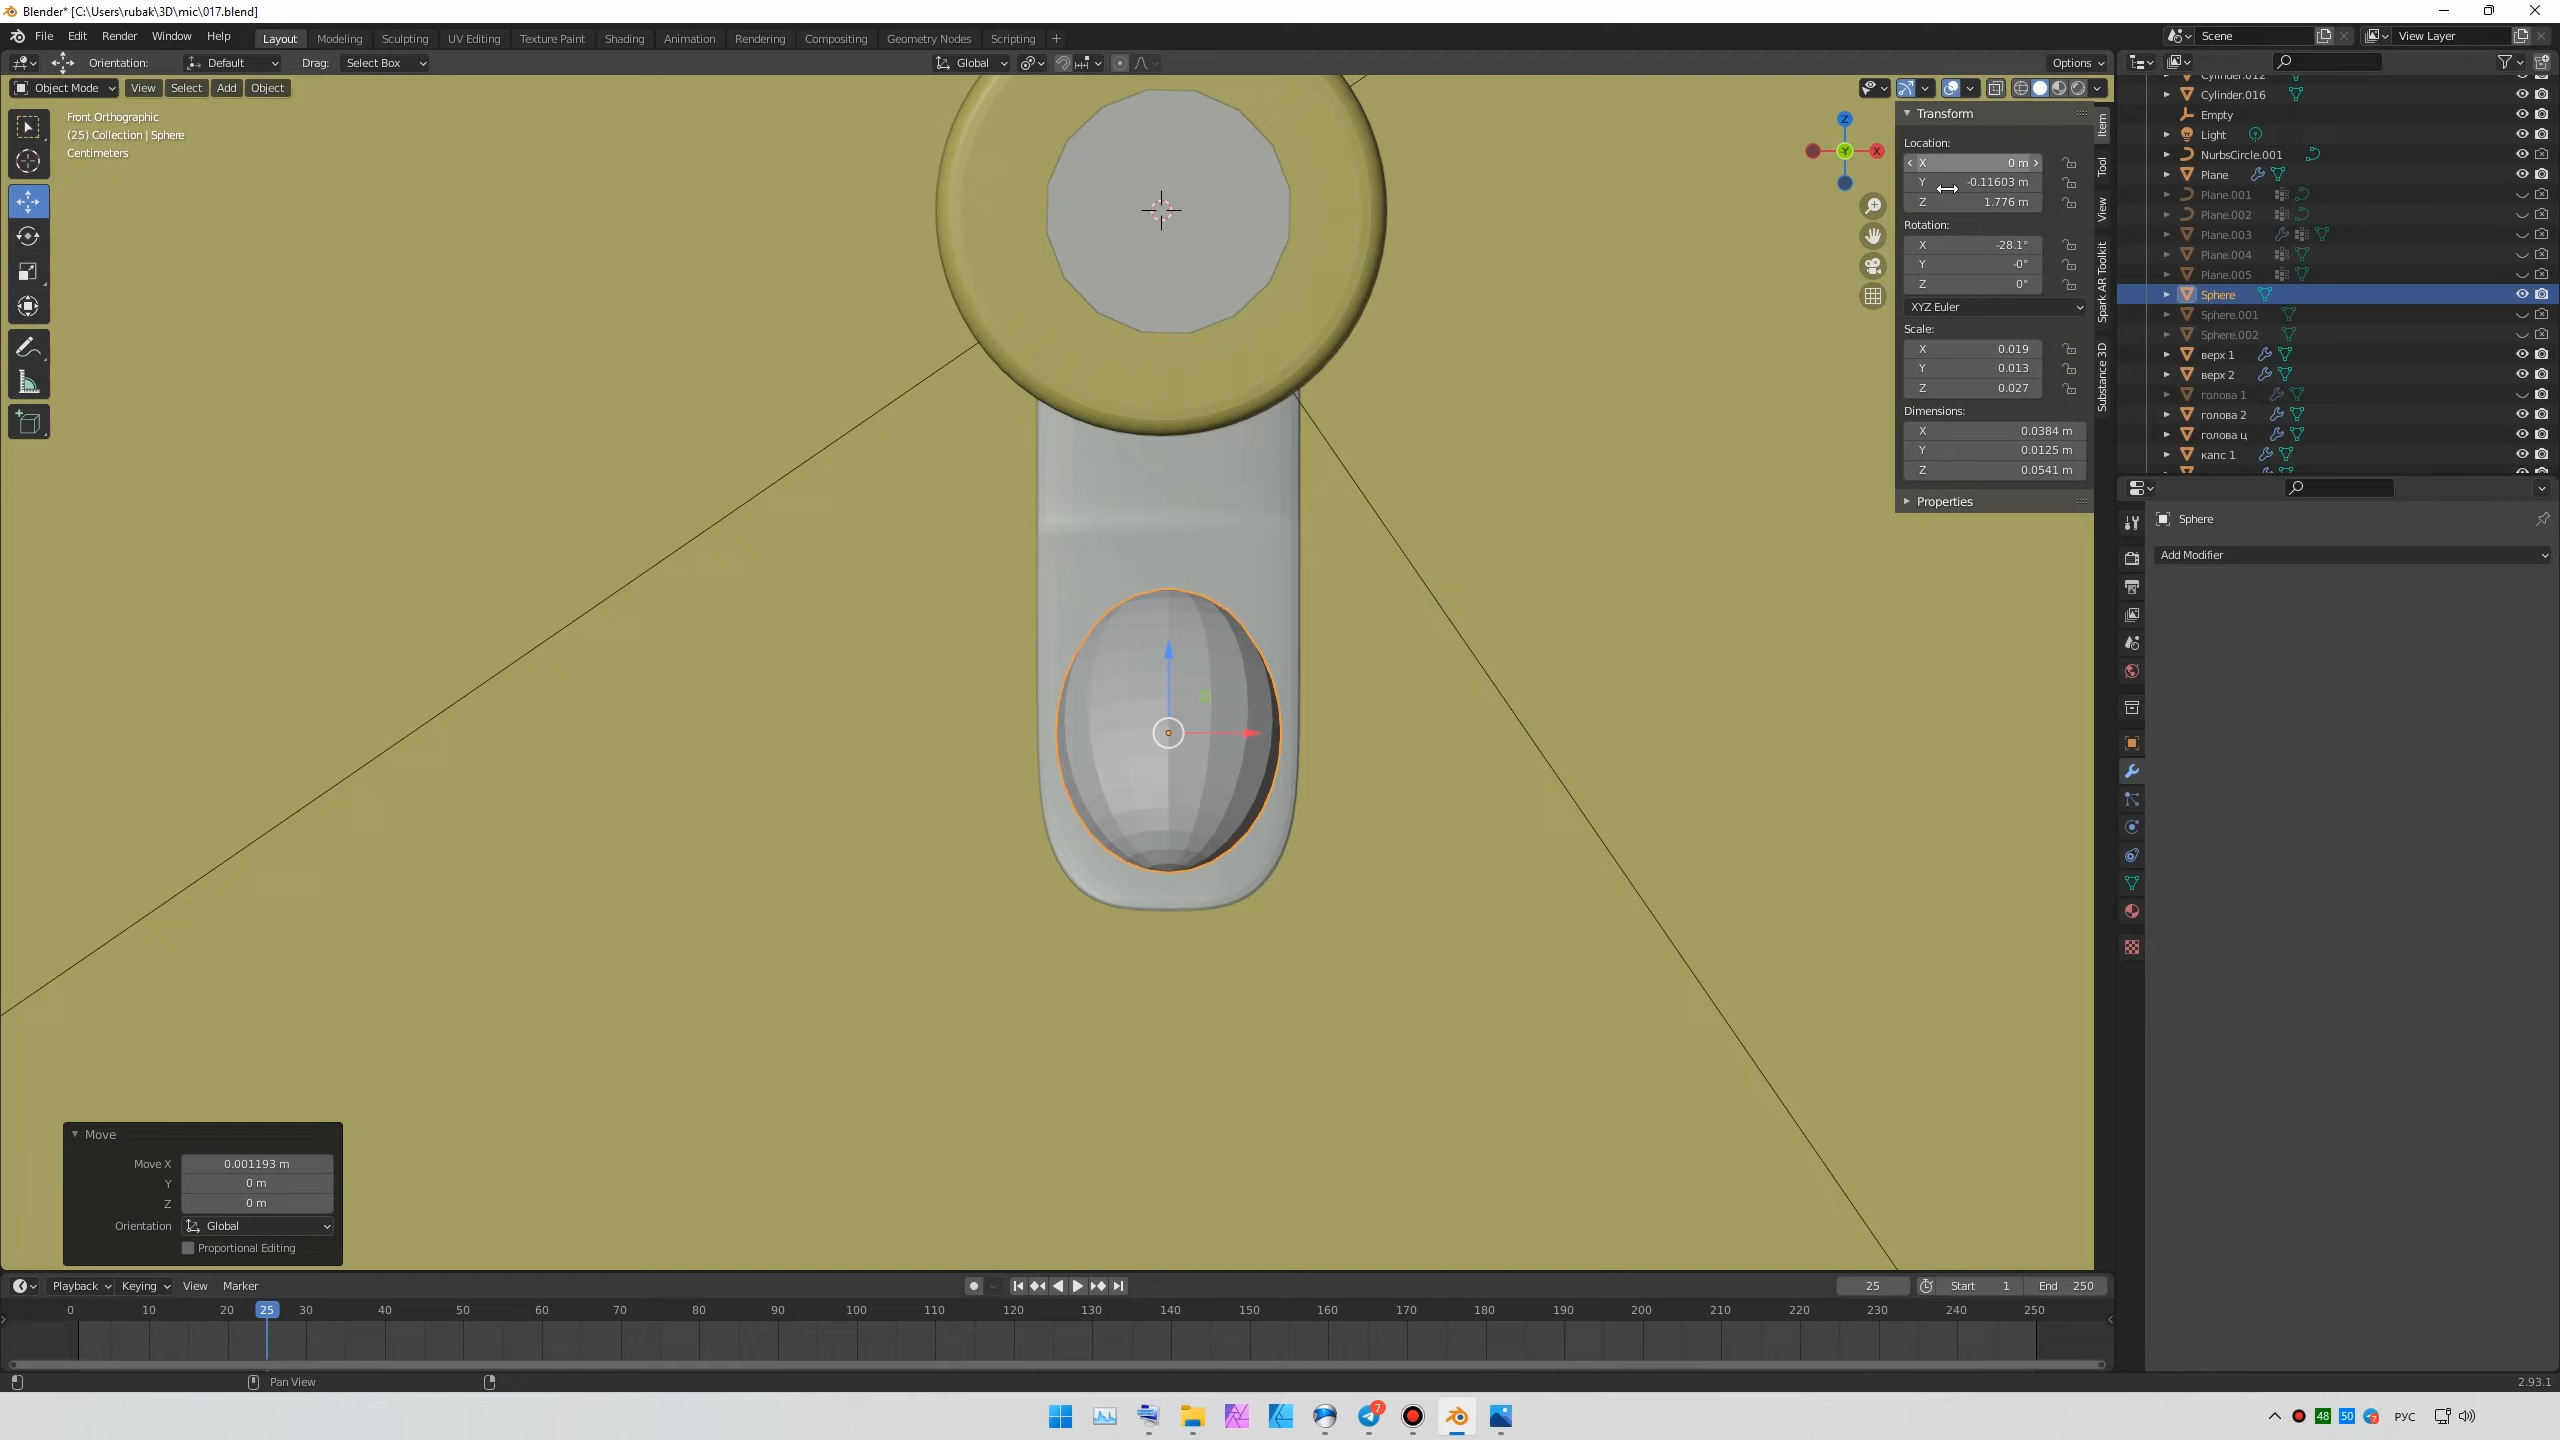 Blender* [C:\Users\rubak\3D\mic\017.blend]
File Edit Render Window Help Layout Modeling Sculpting UV Editing Texture Paint Shading Animation Rendering Compositing Geometry Nodes Scripting + Scene View Layer
Orientation: Default Drag: Select Box Global Options
Object Mode View Select Add Object
Front Orthographic
(25) Collection | Sphere
Centimeters
Z
Y
X
Transform
Location:
X 0 m
Y -0.11603 m
Z 1.776 m
Rotation:
X -28.1°
Y -0°
Z 0°
XYZ Euler
Scale:
X 0.019
Y 0.013
Z 0.027
Dimensions:
X 0.0384 m
Y 0.0125 m
Z 0.0541 m
Properties
Item
Tool
View
Spark AR Toolkit
Substance 3D
Cylinder.012
Cylinder.016
Empty
Light
NurbsCircle.001
Plane
Plane.001
Plane.002
Plane.003
Plane.004
Plane.005
Sphere
Sphere.001
Sphere.002
верх 1
верх 2
голова 1
голова 2
голова ц
капс 1
Sphere
Add Modifier
Move
Move X 0.001193 m
Y 0 m
Z 0 m
Orientation Global
Proportional Editing
Playback Keying View Marker 25 Start 1 End 250
0 10 20 25 30 40 50 60 70 80 90 100 110 120 130 140 150 160 170 180 190 200 210 220 230 240 250
Pan View 2.93.1
7
48 50 РУС